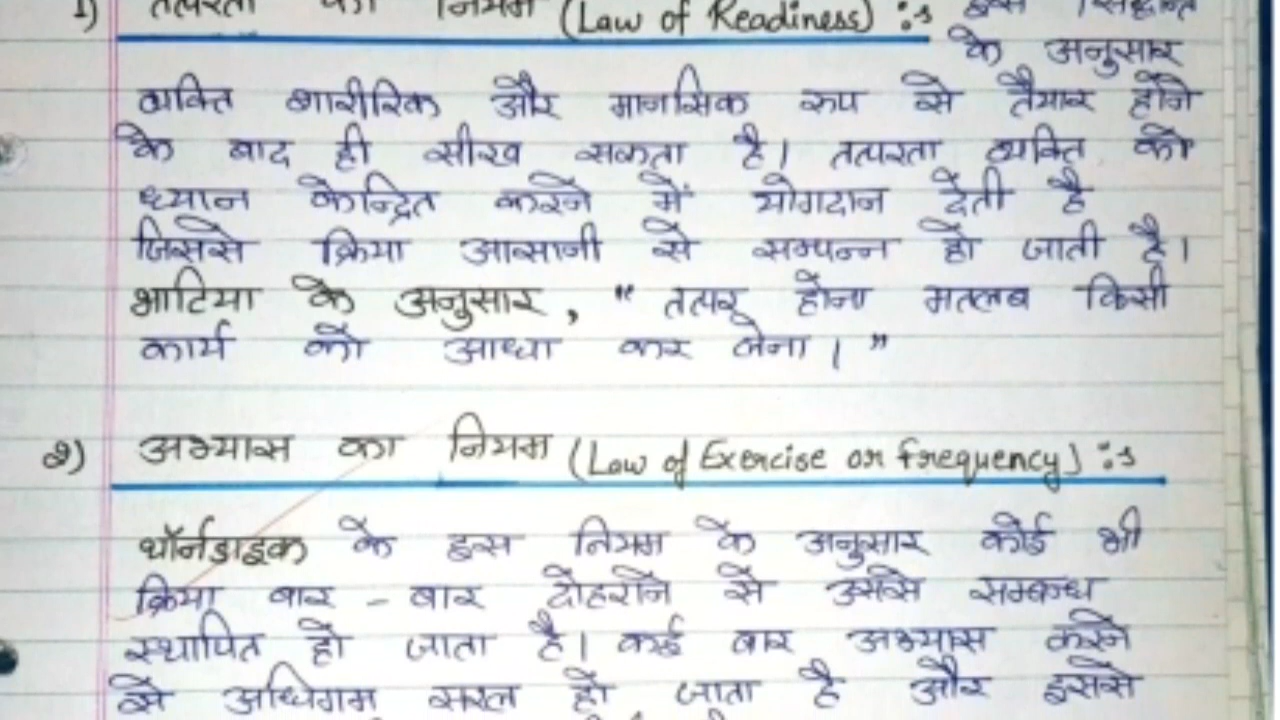 1) तत्परता का नियम (Law of Readiness) :-> इस सिद्धान्त
के अनुसार
व्यक्ति शारीरिक और मानसिक रूप से तैयार होने
के बाद ही सीख सकता है। तत्परता व्यक्ति को
ध्यान केन्द्रित करने में योगदान देती है
जिससे क्रिया आसानी से सम्पन्न हो जाती है।
भाटिया के अनुसार, " तत्पर होना मतलब किसी
कार्य को आधा कर लेना। "
2) अभ्यास का नियम (Law of Exercise or frequency) :->
थॉर्नडाइक के इस नियम के अनुसार कोई भी
क्रिया बार - बार दोहराने से उससे सम्बन्ध
स्थापित हो जाता है। कई बार अभ्यास करने
से अधिगम सरल हो जाता है और इससे